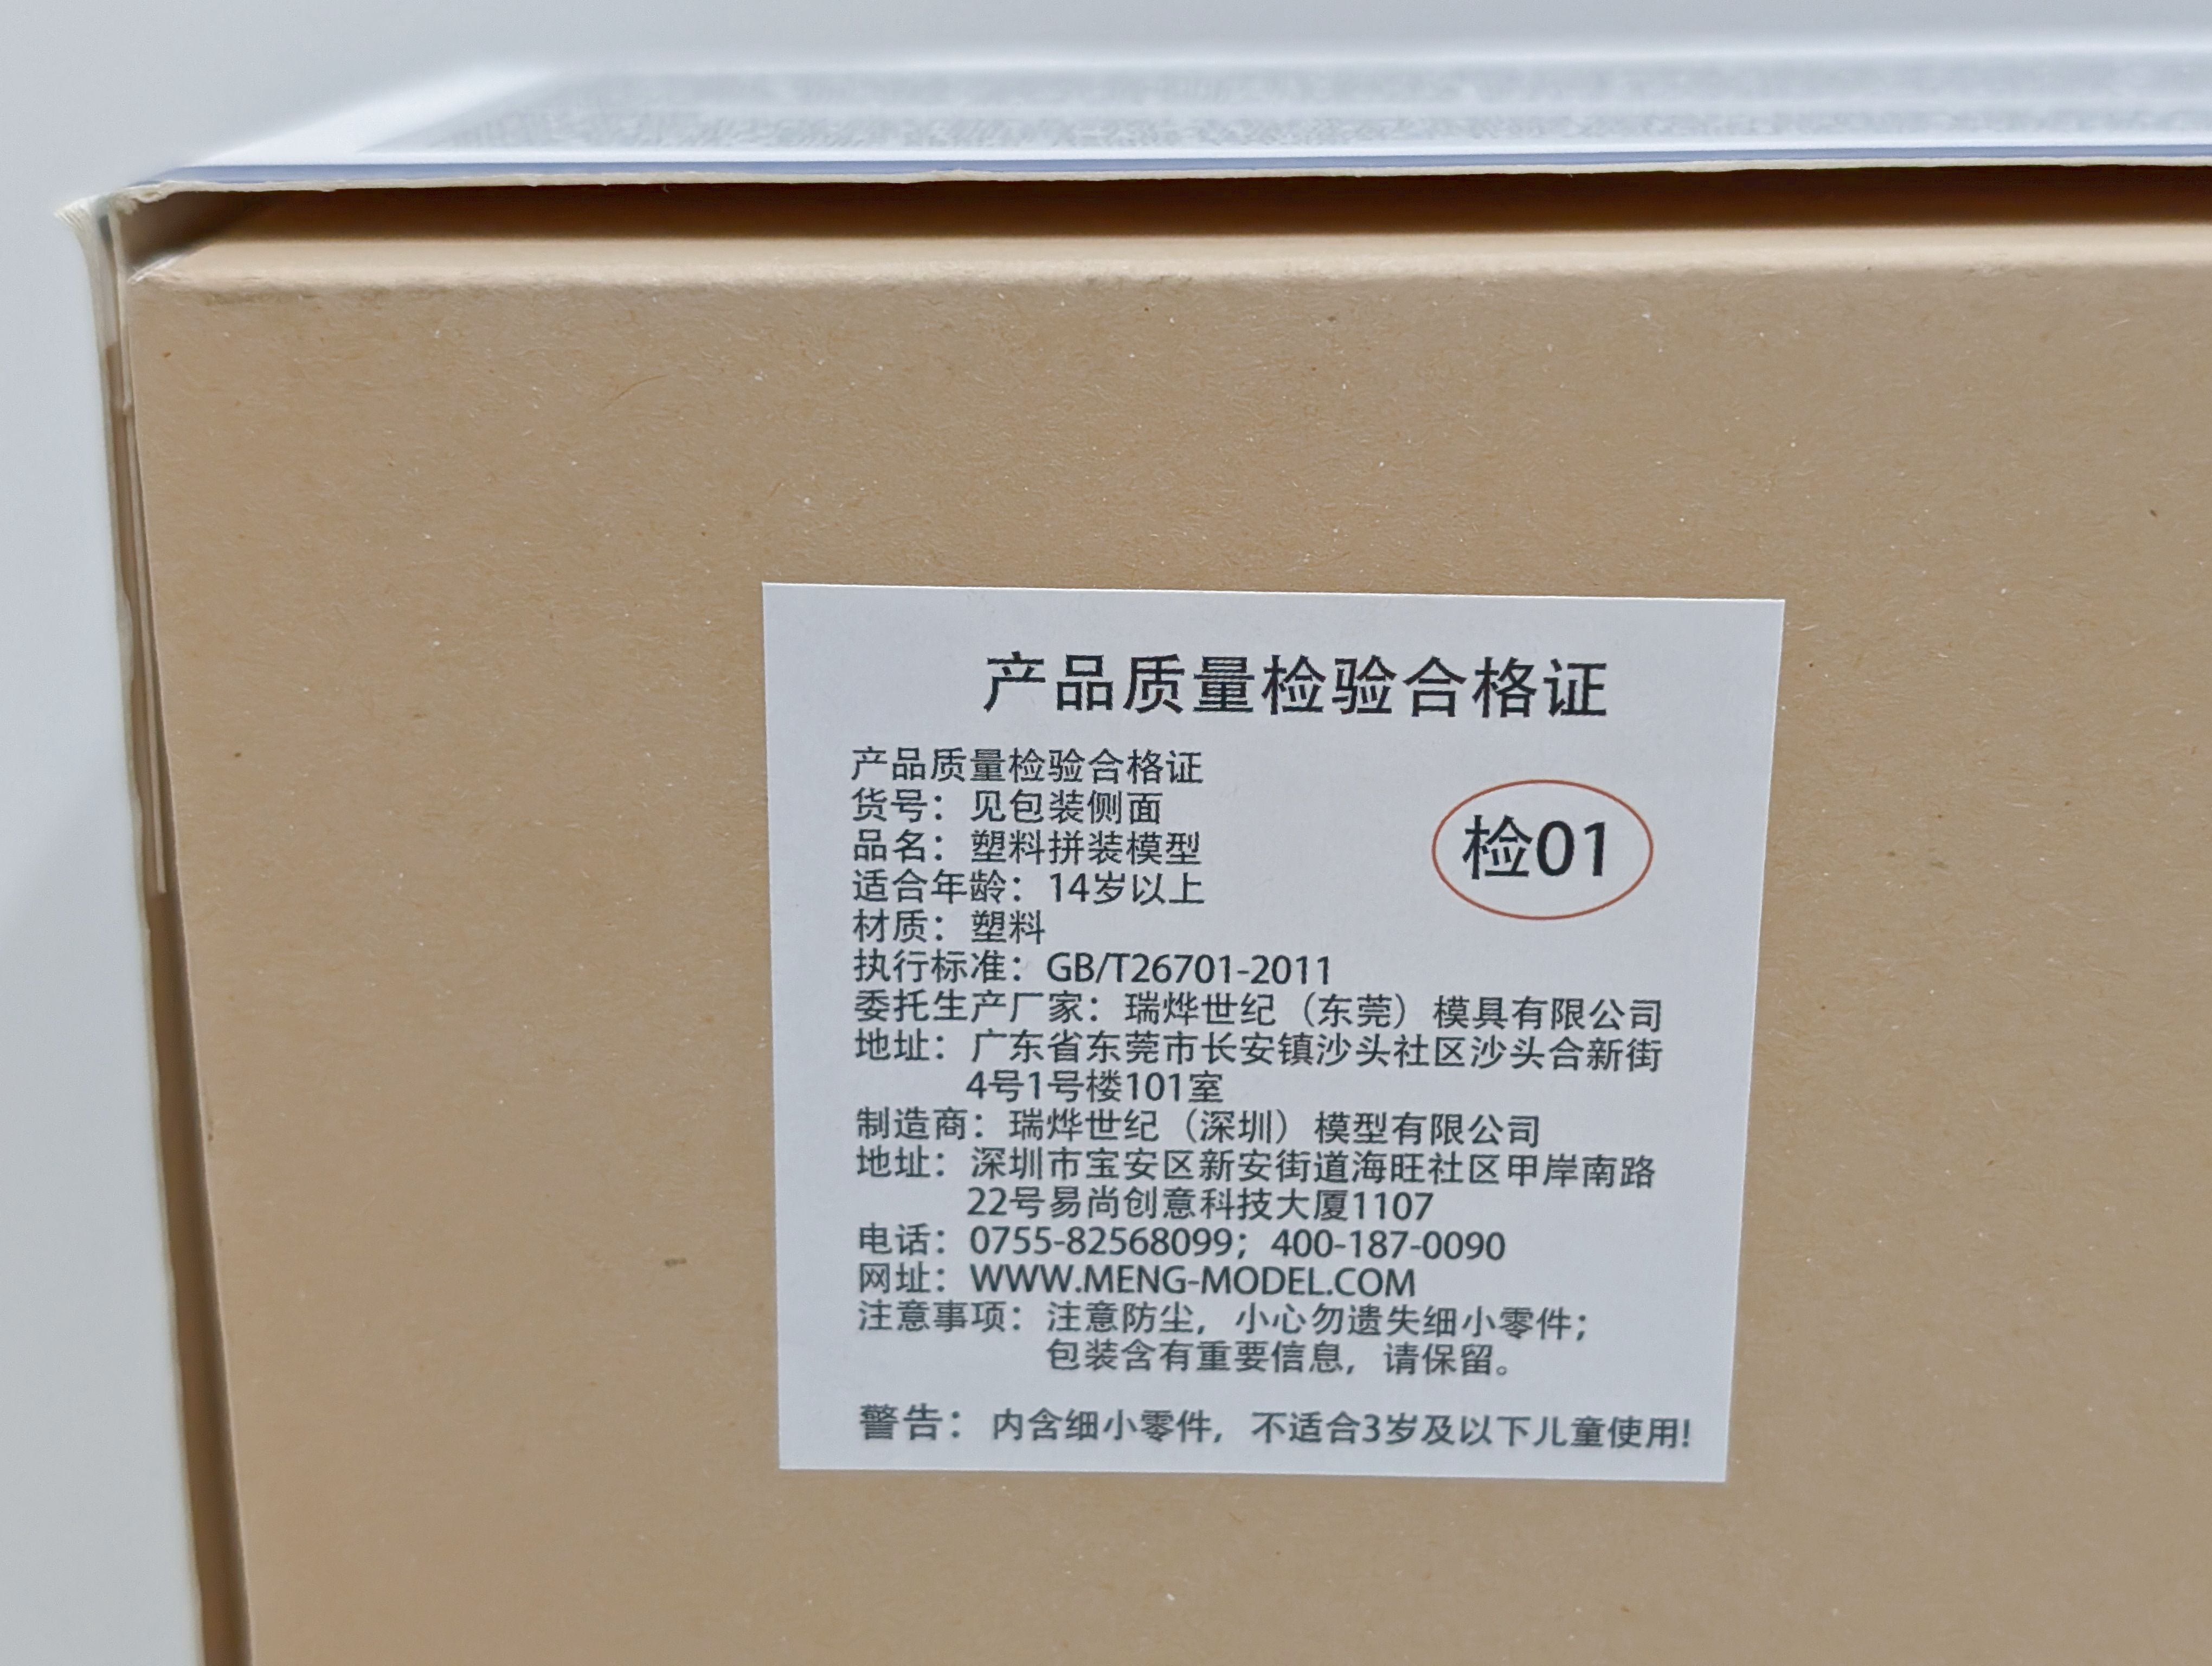 产品质量检验合格证
产品质量检验合格证
货号：见包装侧面
品名：塑料拼装模型
适合年龄：14岁以上
检01
材质：塑料
执行标准：GB/T26701-2011
委托生产厂家：瑞烨世纪（东莞）模具有限公司
地址：广东省东莞市长安镇沙头社区沙头合新街
4号1号楼101室
制造商：瑞烨世纪（深圳）模型有限公司
地址：深圳市宝安区新安街道海旺社区甲岸南路
22号易尚创意科技大厦1107
电话：0755-82568099；400-187-0090
网址：WWW.MENG-MODEL.COM
注意事项：注意防尘，小心勿遗失细小零件；
包装含有重要信息，请保留。
警告：内含细小零件，不适合3岁及以下儿童使用!